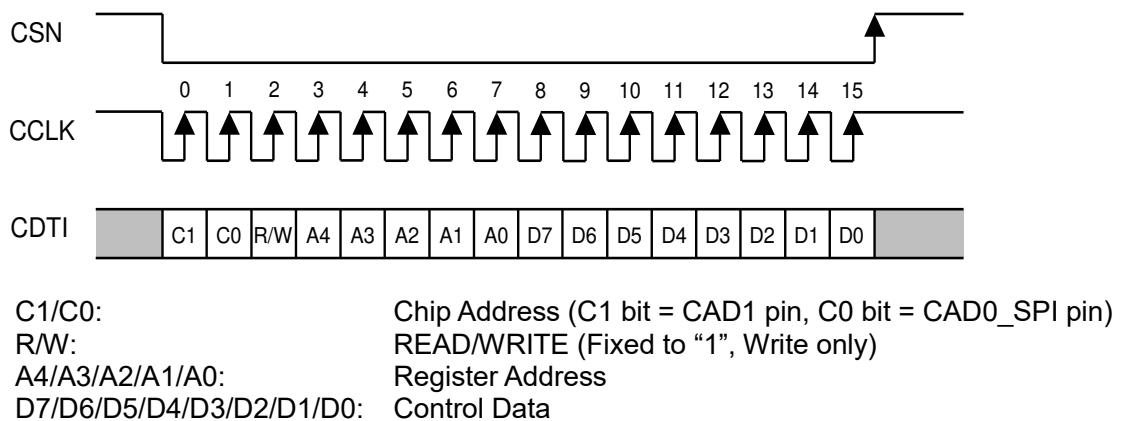 CSN
0 1 2 3 4 5 6 7 8 9 10 11 12 13 14 15
CCLK
CDTI C1 C0 R/W A4 A3 A2 A1 A0 D7 D6 D5 D4 D3 D2 D1 D0
C1/C0: Chip Address (C1 bit = CAD1 pin, C0 bit = CAD0_SPI pin)
R/W: READ/WRITE (Fixed to “1”, Write only)
A4/A3/A2/A1/A0: Register Address
D7/D6/D5/D4/D3/D2/D1/D0: Control Data